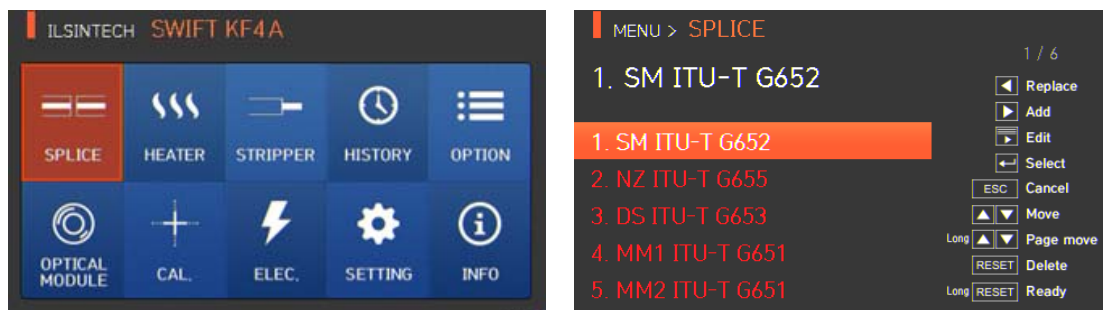 ILSINTECH SWIFT KF4A
SPLICE HEATER STRIPPER HISTORY OPTION
OPTICAL
MODULE CAL. ELEC. SETTING INFO
MENU > SPLICE
1 / 6
1. SM ITU-T G652
1. SM ITU-T G652
2. NZ ITU-T G655
3. DS ITU-T G653
4. MM1 ITU-T G651
5. MM2 ITU-T G651
Replace
Add
Edit
Select
ESC Cancel
Move
Long Page move
RESET Delete
Long RESET Ready